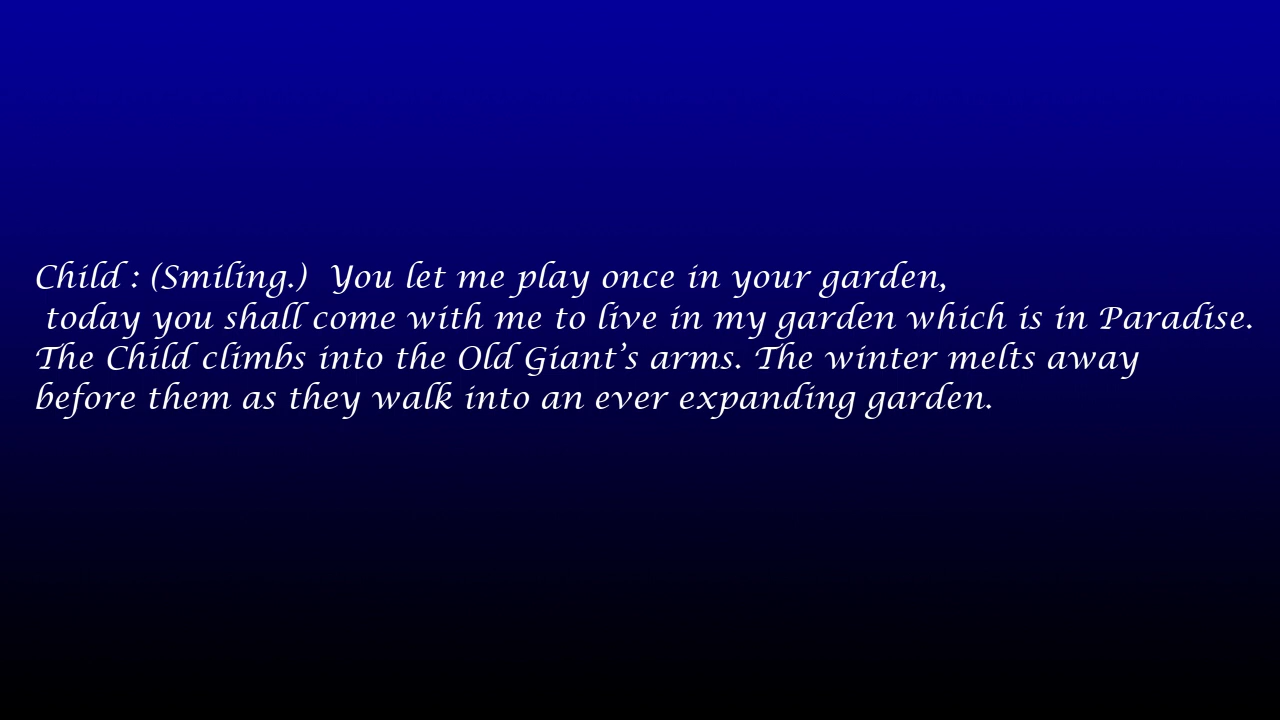 Child : (Smiling.)  You let me play once in your garden,
today you shall come with me to live in my garden which is in Paradise.
The Child climbs into the Old Giant's arms. The winter melts away
before them as they walk into an ever expanding garden.